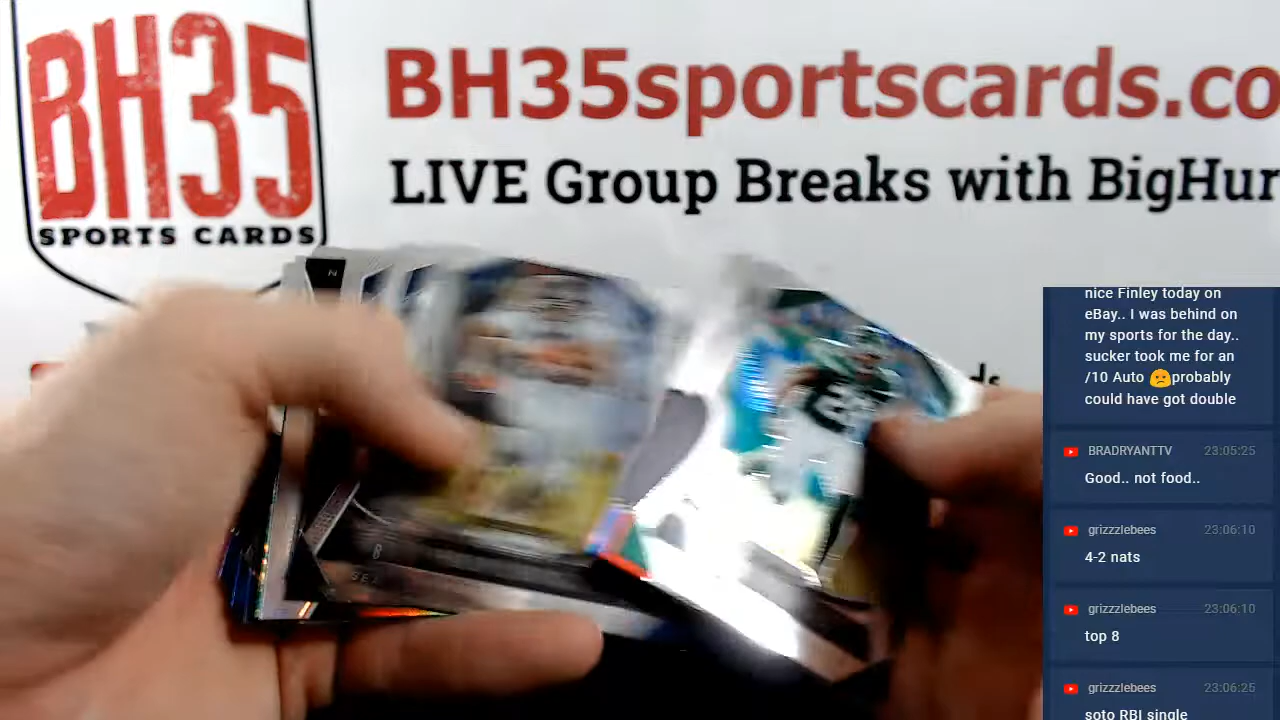 BH35
SPORTS CARDS
BH35sportscards.co
LIVE Group Breaks with BigHur
ds
N
nice Finley today on
eBay.. I was behind on
my sports for the day..
sucker took me for an
/10 Auto 😕probably
could have got double
BRADRYANTTV 23:05:25
Good.. not food..
grizzzlebees 23:06:10
4-2 nats
grizzzlebees 23:06:10
top 8
grizzzlebees 23:06:25
soto RBI single